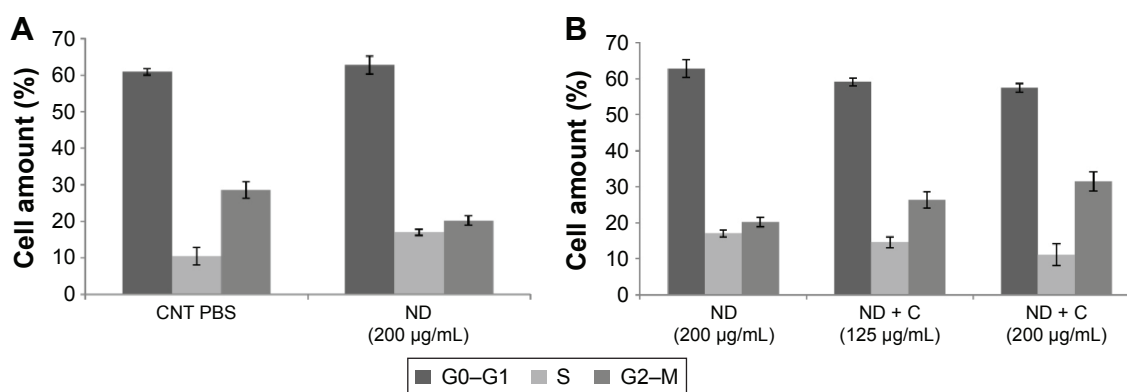 A
Cell amount (%)
70
60
50
40
30
20
10
0
CNT PBS
ND
(200 µg/mL)
B
Cell amount (%)
70
60
50
40
30
20
10
0
ND
(200 µg/mL)
ND + C
(125 µg/mL)
ND + C
(200 µg/mL)
G0–G1 S G2–M